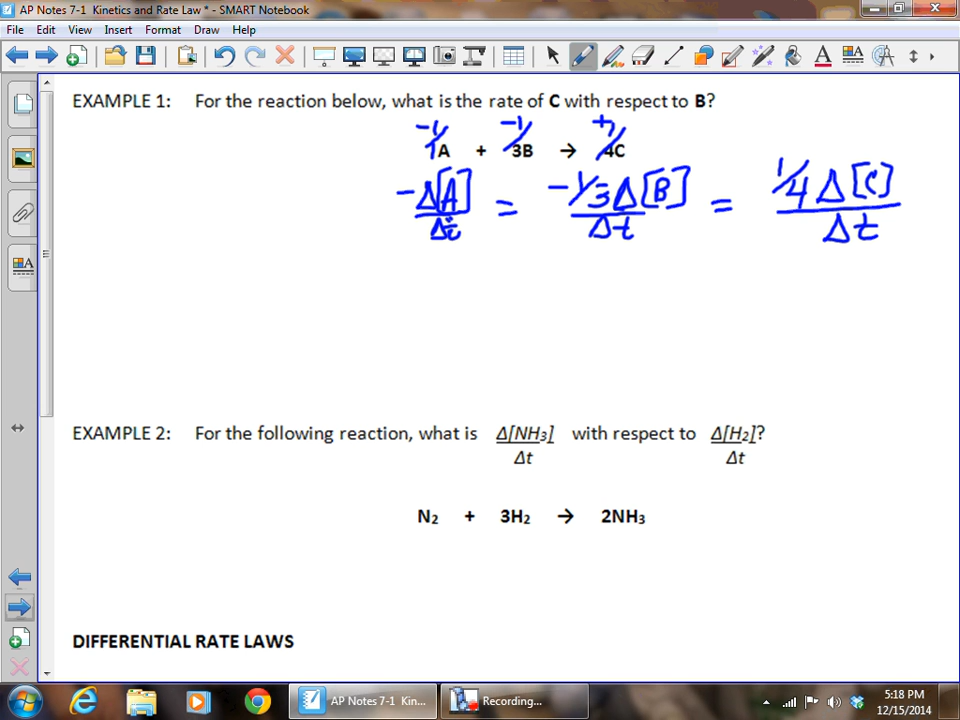 AP Notes 7-1 Kinetics and Rate Law * - SMART Notebook
File Edit View Insert Format Draw Help
EXAMPLE 1: For the reaction below, what is the rate of C with respect to B?
-1/ -1/ +1/
1A + 3B → 4C
-Δ[A] = -1/3Δ[B] = 1/4Δ[C]
Δt Δt Δt
EXAMPLE 2: For the following reaction, what is Δ[NH₃] with respect to Δ[H₂]?
Δt Δt
N₂ + 3H₂ → 2NH₃
DIFFERENTIAL RATE LAWS
AP Notes 7-1 Kin... Recording...
5:18 PM
12/15/2014